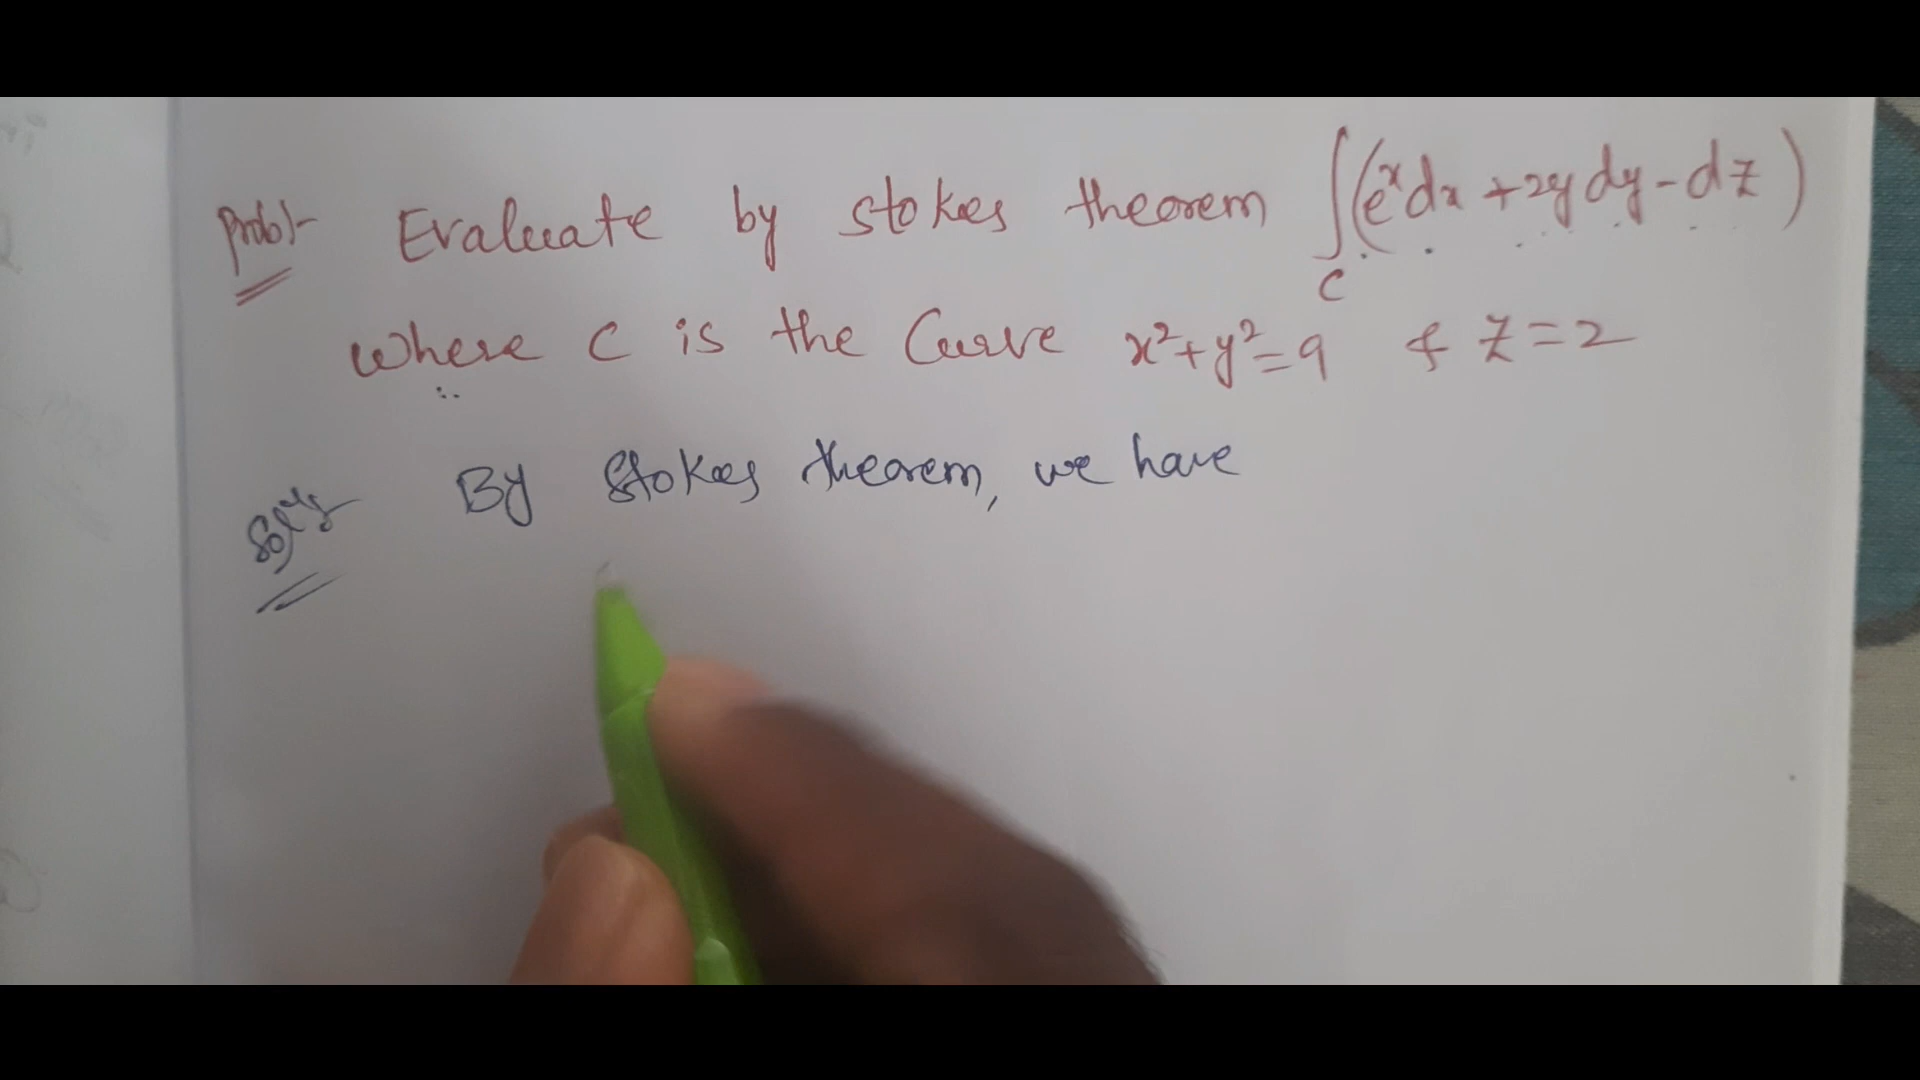 Prob:- Evaluate by stokes theorem ∫(e^x dx + 2y dy - dz)
C
where C is the Curve x²+y²=9 & z=2
Sol:- By Stokes theorem, we have